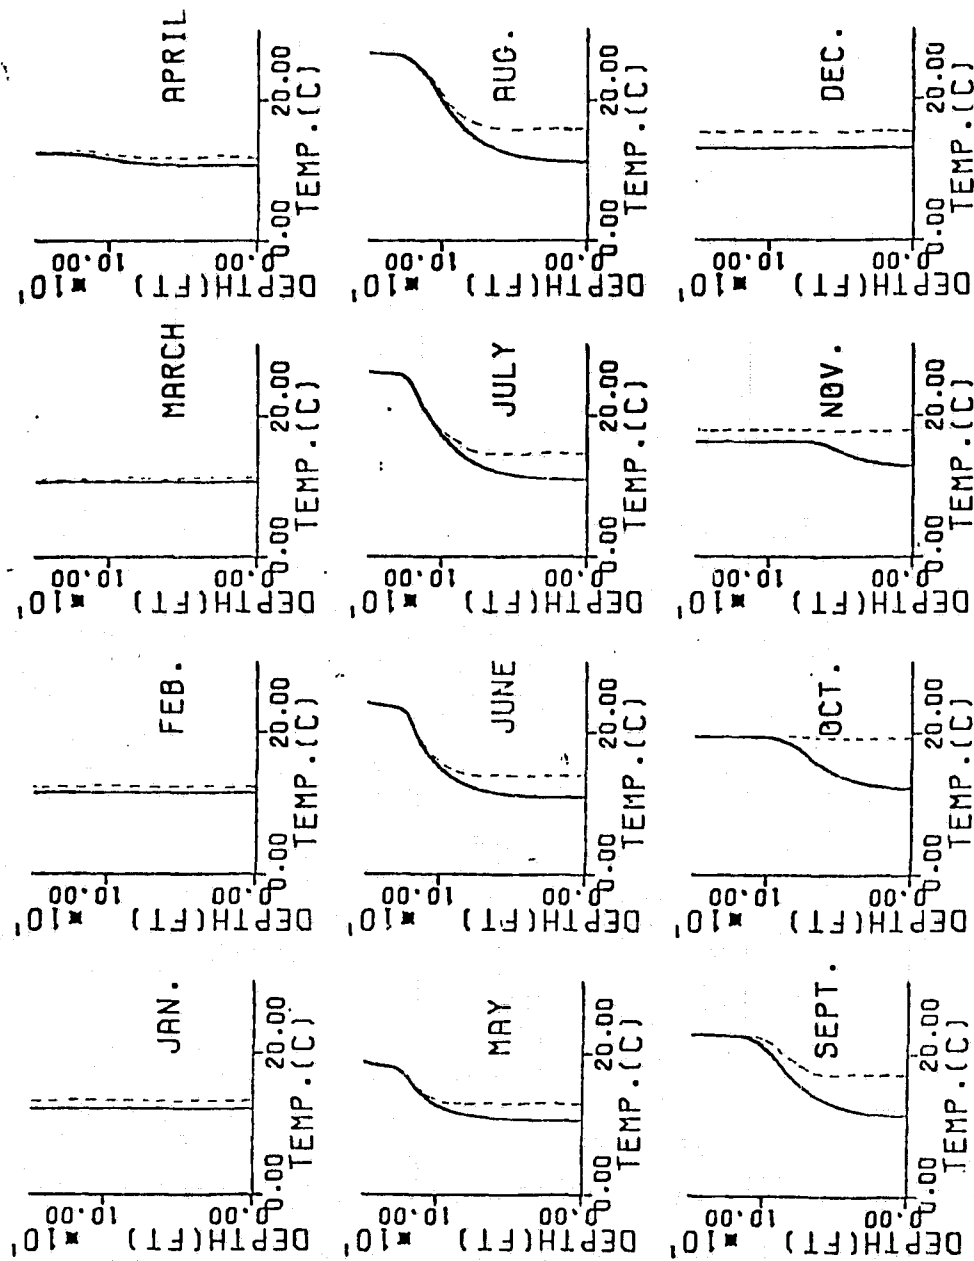 JAN.
DEPTH(FT) ×10¹
0.00 10.00
0.00 20.00
TEMP.(C)
FEB.
DEPTH(FT) ×10¹
0.00 10.00
0.00 20.00
TEMP.(C)
MARCH
DEPTH(FT) ×10¹
0.00 10.00
0.00 20.00
TEMP.(C)
APRIL
DEPTH(FT) ×10¹
0.00 10.00
0.00 20.00
TEMP.(C)
MAY
DEPTH(FT) ×10¹
0.00 10.00
0.00 20.00
TEMP.(C)
JUNE
DEPTH(FT) ×10¹
0.00 10.00
0.00 20.00
TEMP.(C)
JULY
DEPTH(FT) ×10¹
0.00 10.00
0.00 20.00
TEMP.(C)
AUG.
DEPTH(FT) ×10¹
0.00 10.00
0.00 20.00
TEMP.(C)
SEPT.
DEPTH(FT) ×10¹
0.00 10.00
0.00 20.00
TEMP.(C)
OCT.
DEPTH(FT) ×10¹
0.00 10.00
0.00 20.00
TEMP.(C)
NOV.
DEPTH(FT) ×10¹
0.00 10.00
0.00 20.00
TEMP.(C)
DEC.
DEPTH(FT) ×10¹
0.00 10.00
0.00 20.00
TEMP.(C)